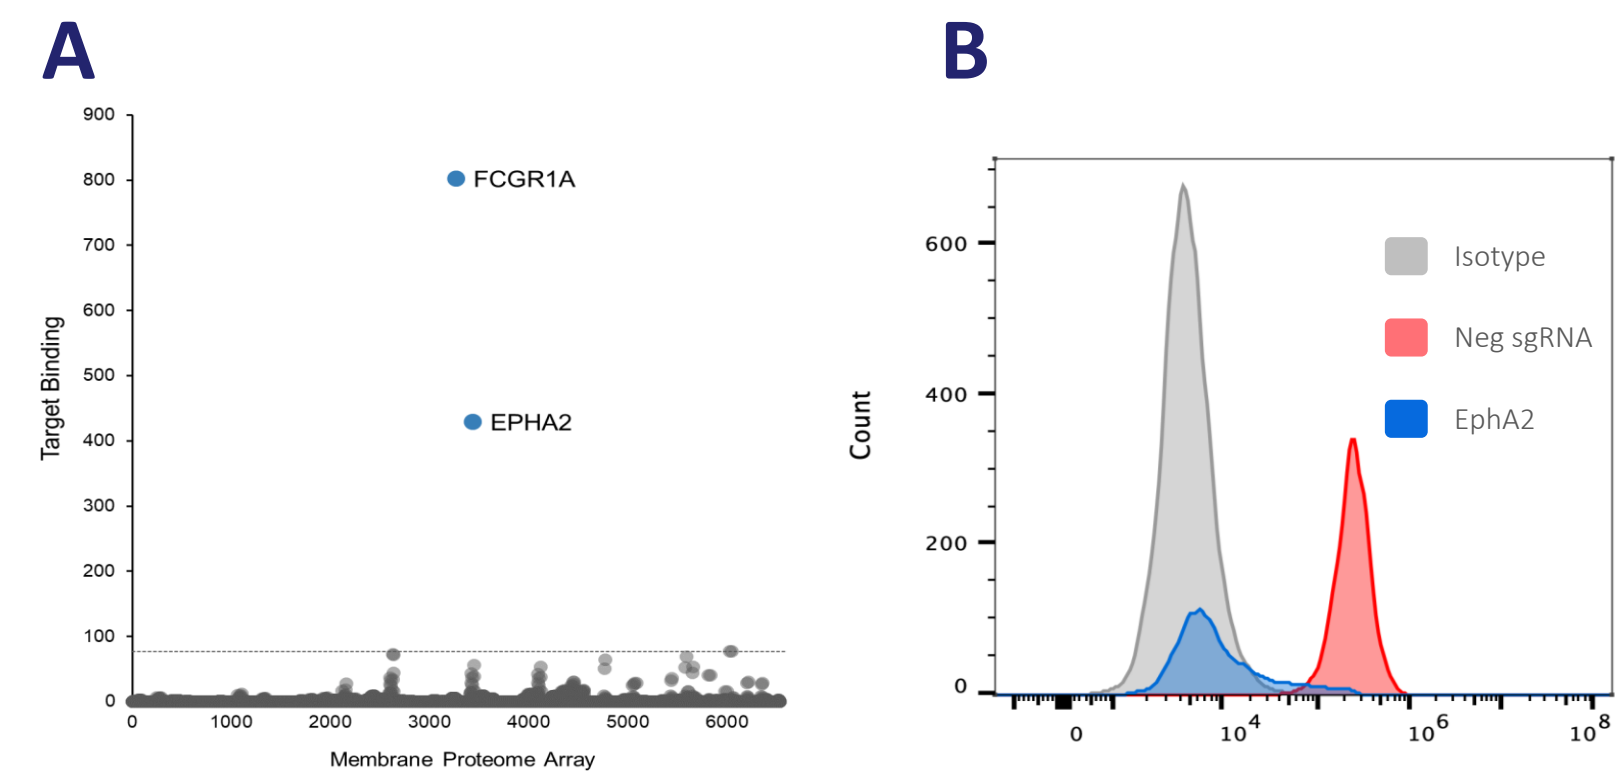 A
900
800
700
600
500
400
300
200
100
0
Target Binding
FCGR1A
EPHA2
0 1000 2000 3000 4000 5000 6000
Membrane Proteome Array
B
600
400
200
0
Count
Isotype
Neg sgRNA
EphA2
0 10^4 10^6 10^8